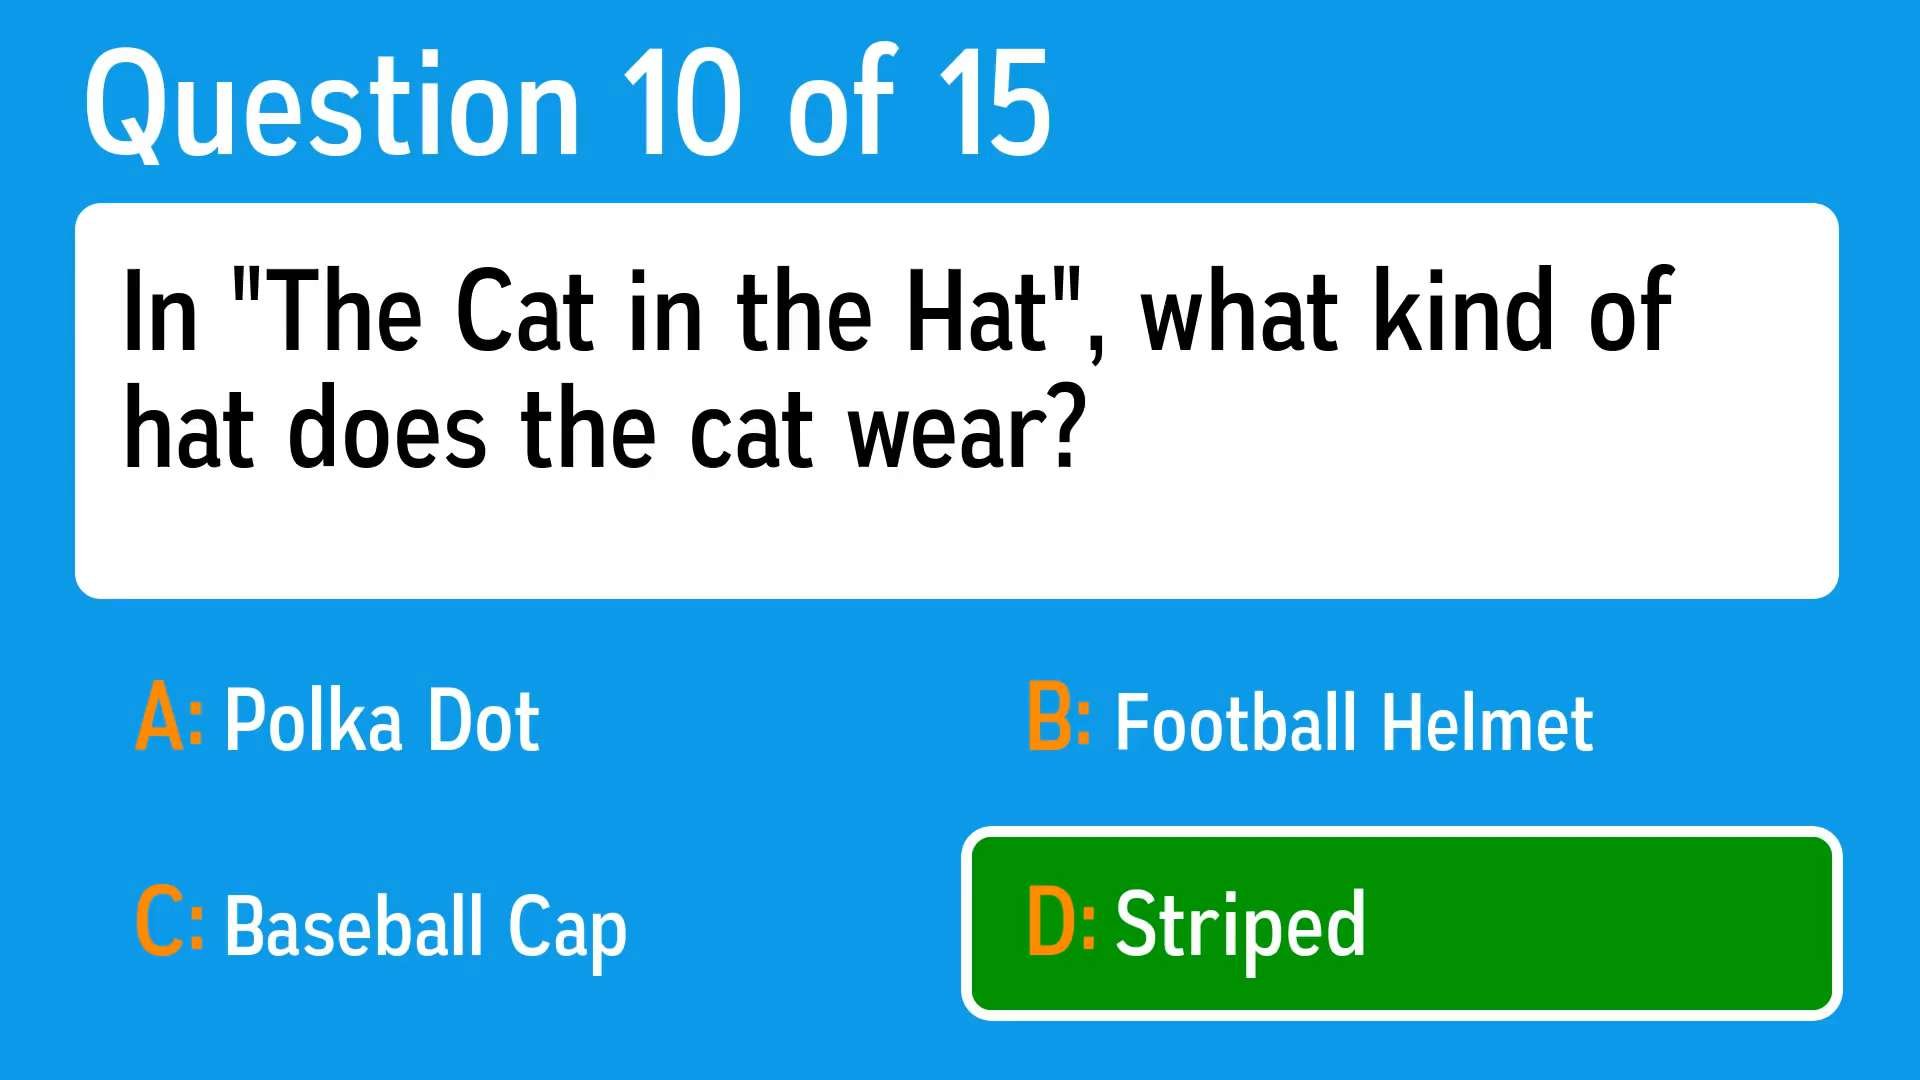 Question 10 of 15
In "The Cat in the Hat", what kind of
hat does the cat wear?
A: Polka Dot
B: Football Helmet
C: Baseball Cap
D: Striped